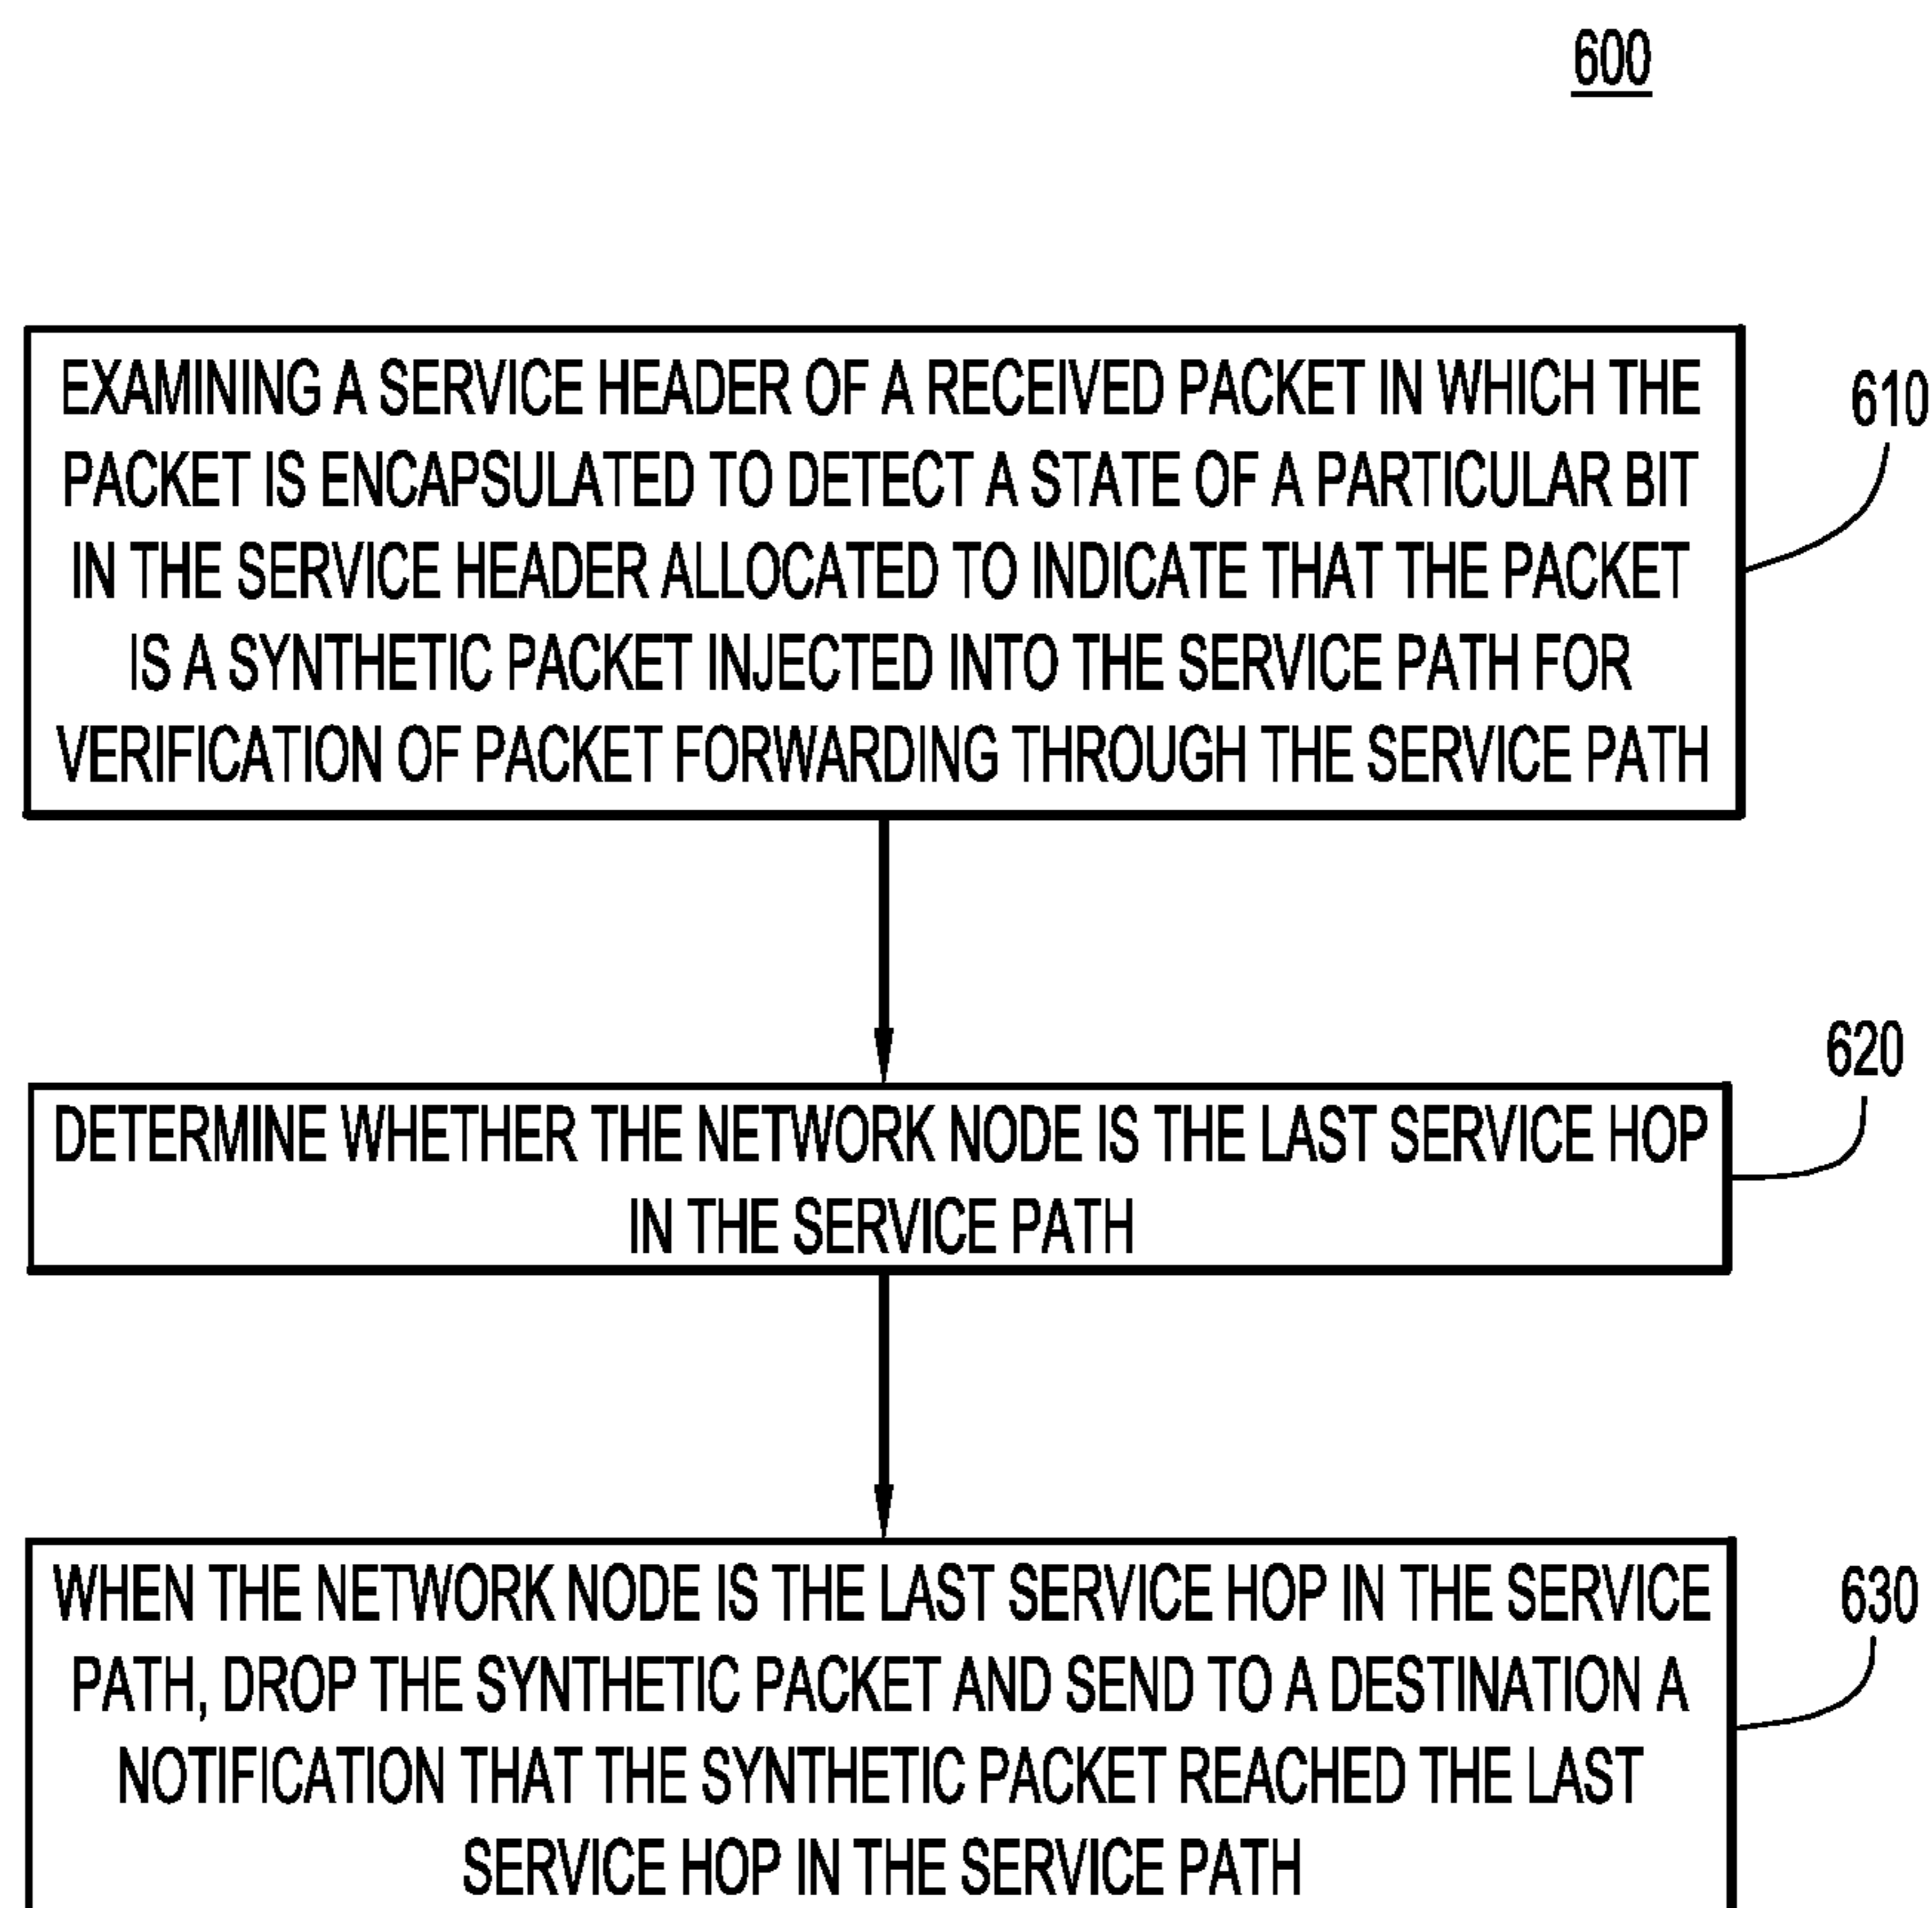 600
EXAMINING A SERVICE HEADER OF A RECEIVED PACKET IN WHICH THE
PACKET IS ENCAPSULATED TO DETECT A STATE OF A PARTICULAR BIT
IN THE SERVICE HEADER ALLOCATED TO INDICATE THAT THE PACKET
IS A SYNTHETIC PACKET INJECTED INTO THE SERVICE PATH FOR
VERIFICATION OF PACKET FORWARDING THROUGH THE SERVICE PATH
610
DETERMINE WHETHER THE NETWORK NODE IS THE LAST SERVICE HOP
IN THE SERVICE PATH
620
WHEN THE NETWORK NODE IS THE LAST SERVICE HOP IN THE SERVICE
PATH, DROP THE SYNTHETIC PACKET AND SEND TO A DESTINATION A
NOTIFICATION THAT THE SYNTHETIC PACKET REACHED THE LAST
SERVICE HOP IN THE SERVICE PATH
630